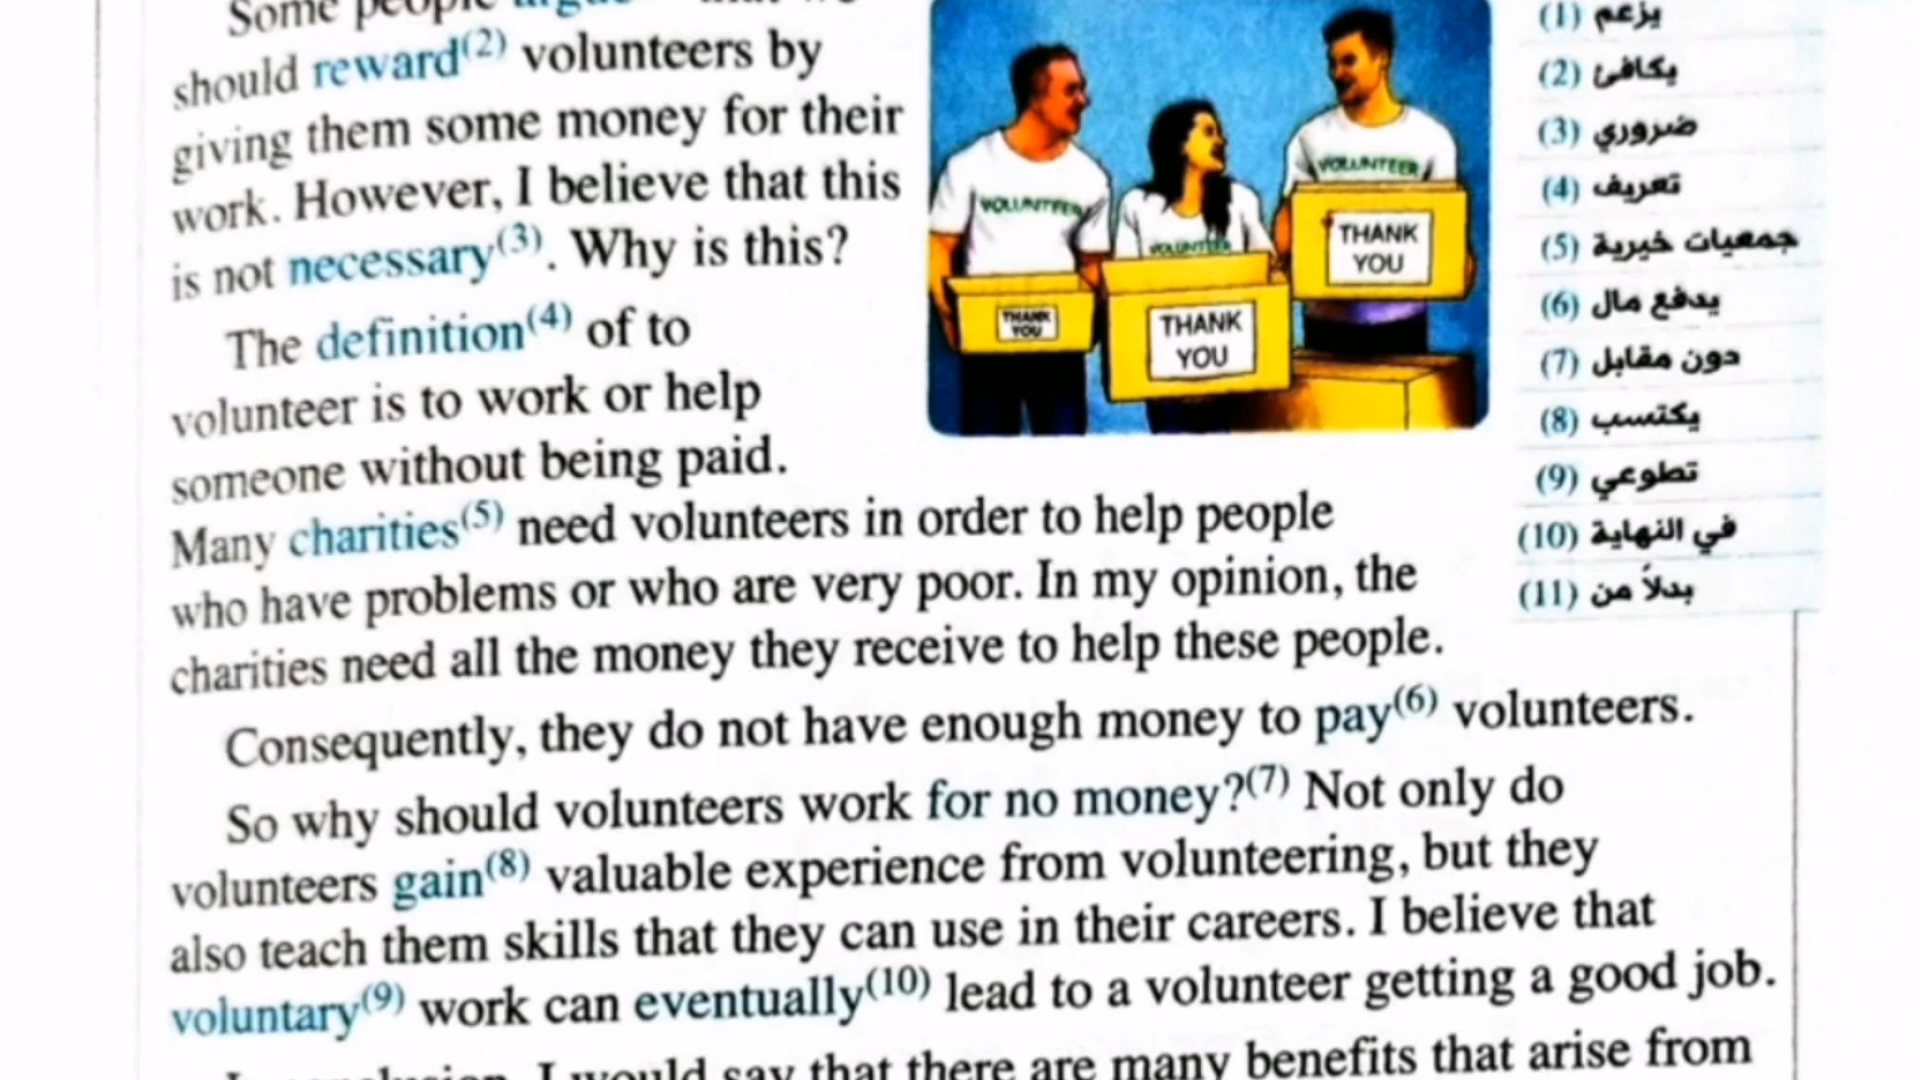 Some people argue that we
should reward(2) volunteers by
giving them some money for their
work. However, I believe that this
is not necessary(3). Why is this?
The definition(4) of to
volunteer is to work or help
someone without being paid.
Many charities(5) need volunteers in order to help people
who have problems or who are very poor. In my opinion, the
charities need all the money they receive to help these people.
Consequently, they do not have enough money to pay(6) volunteers.
So why should volunteers work for no money?(7) Not only do
volunteers gain(8) valuable experience from volunteering, but they
also teach them skills that they can use in their careers. I believe that
voluntary(9) work can eventually(10) lead to a volunteer getting a good job.
In conclusion, I would say that there are many benefits that arise from
VOLUNTEER
VOLUNTEER
VOLUNTEER
THANK
YOU
THANK
YOU
THANK
YOU
(1) يزعم
(2) يكافئ
(3) ضروري
(4) تعريف
(5) جمعيات خيرية
(6) يدفع مال
(7) دون مقابل
(8) يكتسب
(9) تطوعي
(10) في النهاية
(11) بدلاً من